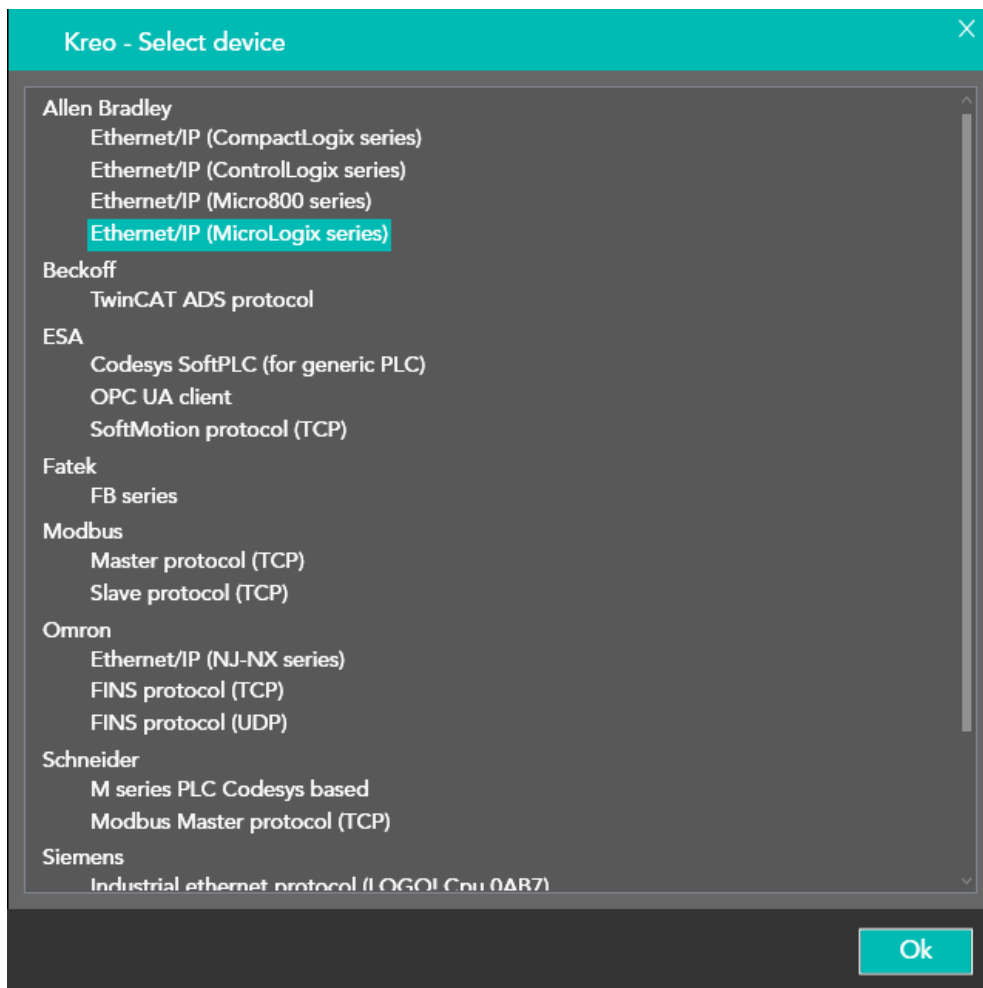 Kreo - Select device
Allen Bradley
Ethernet/IP (CompactLogix series)
Ethernet/IP (ControlLogix series)
Ethernet/IP (Micro800 series)
Ethernet/IP (MicroLogix series)
Beckoff
TwinCAT ADS protocol
ESA
Codesys SoftPLC (for generic PLC)
OPC UA client
SoftMotion protocol (TCP)
Fatek
FB series
Modbus
Master protocol (TCP)
Slave protocol (TCP)
Omron
Ethernet/IP (NJ-NX series)
FINS protocol (TCP)
FINS protocol (UDP)
Schneider
M series PLC Codesys based
Modbus Master protocol (TCP)
Siemens
Industrial ethernet protocol (LOGO! Cpu 0AB7)
Ok